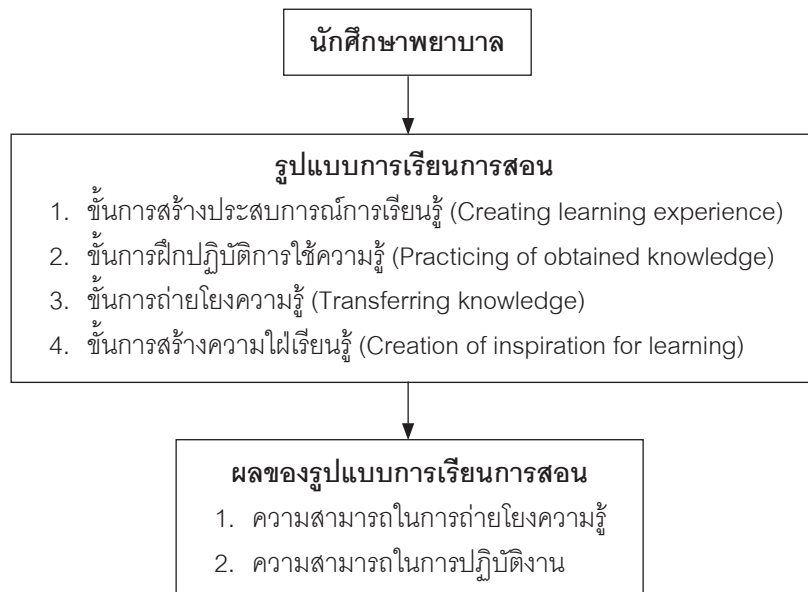 นักศึกษาพยาบาล
รูปแบบการเรียนการสอน
1. ขั้นการสร้างประสบการณ์การเรียนรู้ (Creating learning experience)
2. ขั้นการฝึกปฏิบัติการใช้ความรู้ (Practicing of obtained knowledge)
3. ขั้นการถ่ายโยงความรู้ (Transferring knowledge)
4. ขั้นการสร้างความใฝ่เรียนรู้ (Creation of inspiration for learning)
ผลของรูปแบบการเรียนการสอน
1. ความสามารถในการถ่ายโยงความรู้
2. ความสามารถในการปฏิบัติงาน